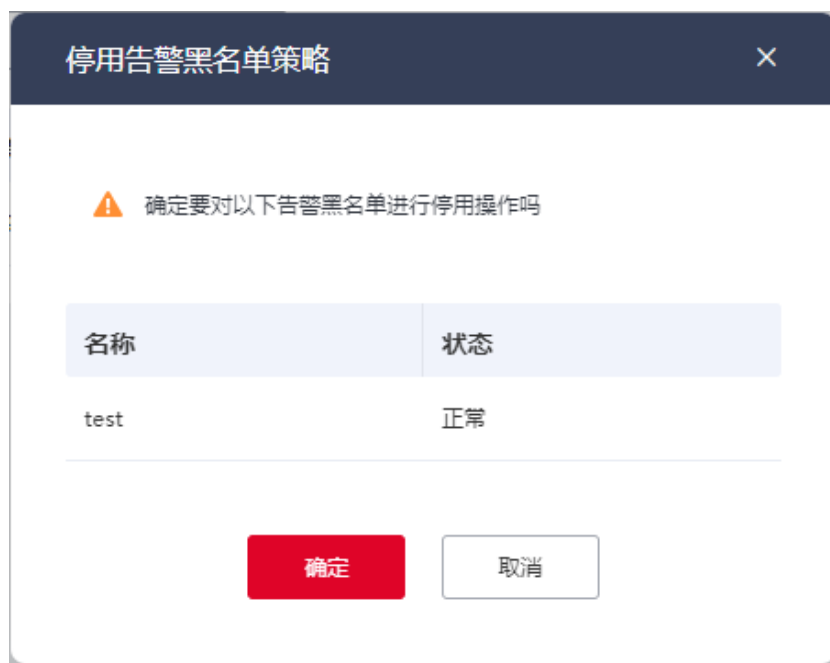 停用告警黑名单策略
确定要对以下告警黑名单进行停用操作吗
名称 状态
test 正常
确定 取消